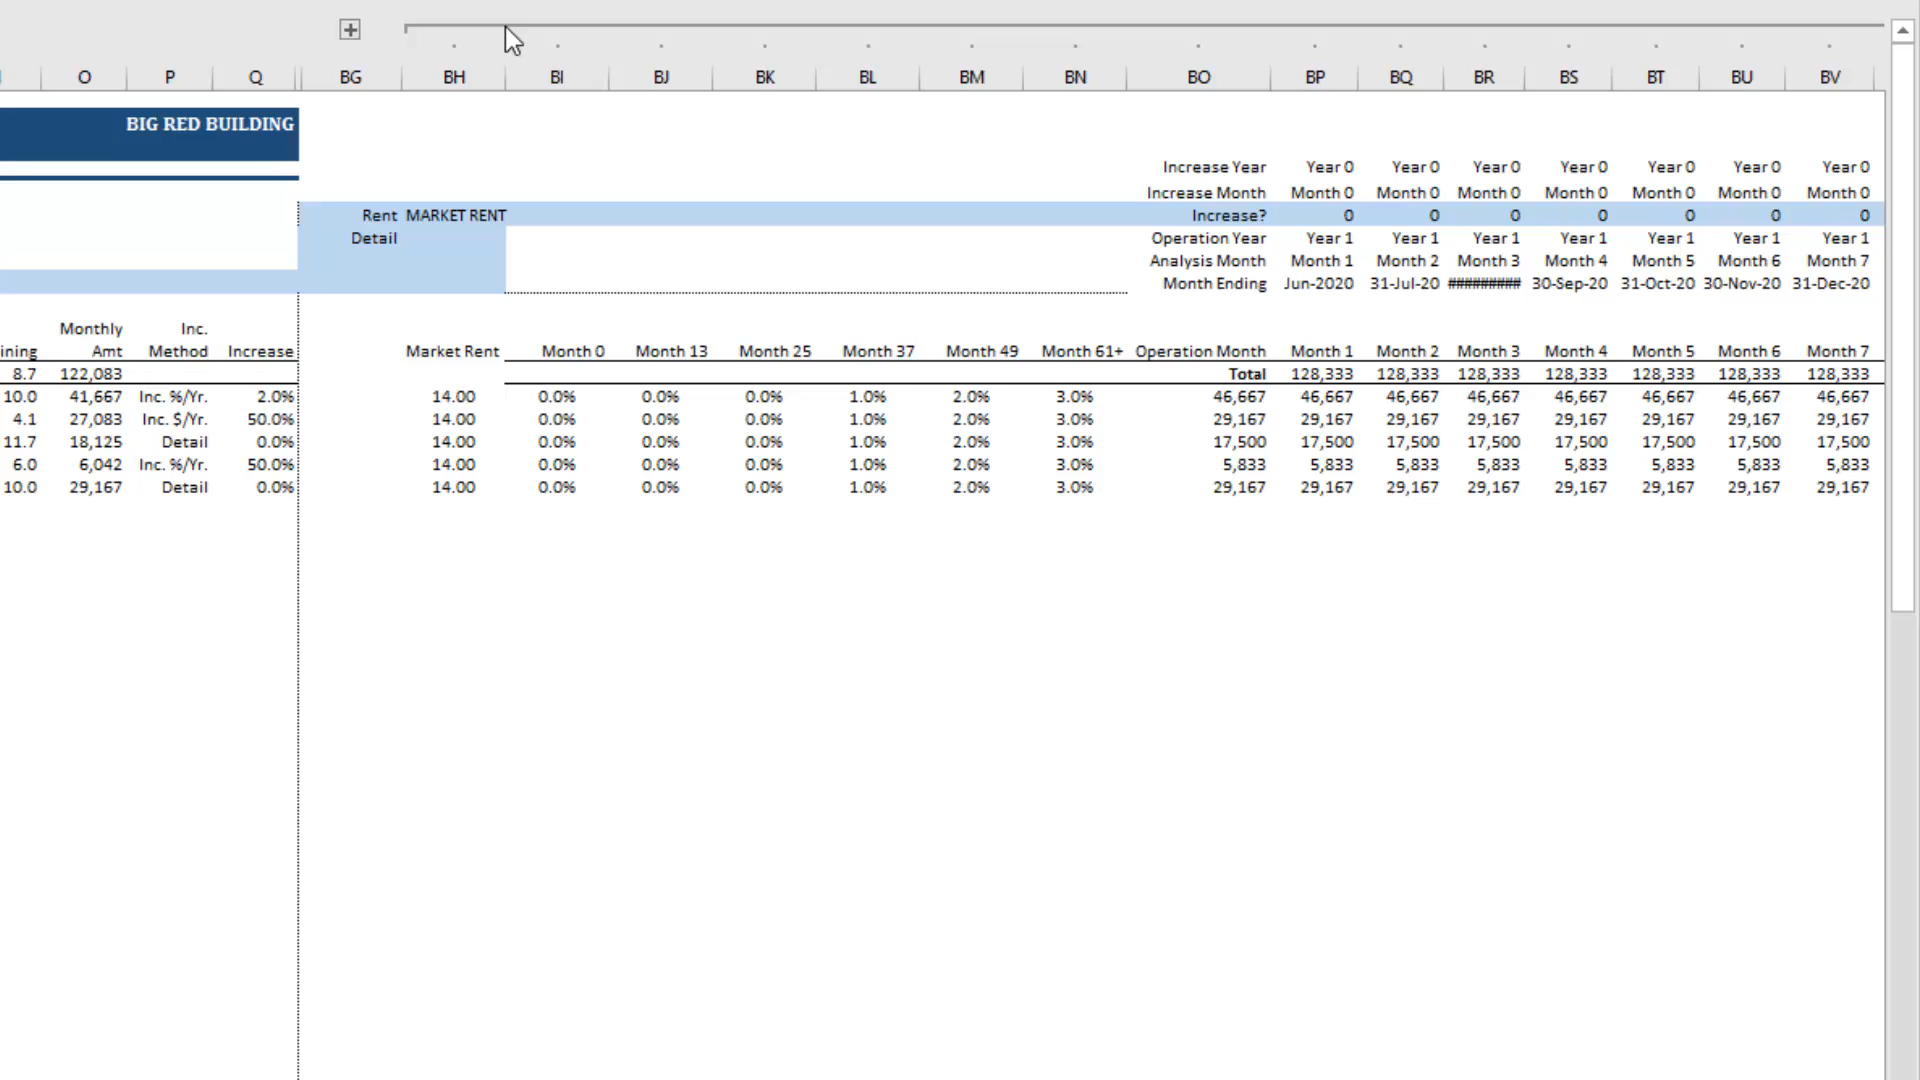 O P Q BG BH BI BJ BK BL BM BN BO BP BQ BR BS BT BU BV
BIG RED BUILDING
Increase Year Year 0 Year 0 Year 0 Year 0 Year 0 Year 0 Year 0
Increase Month Month 0 Month 0 Month 0 Month 0 Month 0 Month 0 Month 0
Rent MARKET RENT Increase? 0 0 0 0 0 0 0
Detail Operation Year Year 1 Year 1 Year 1 Year 1 Year 1 Year 1 Year 1
Analysis Month Month 1 Month 2 Month 3 Month 4 Month 5 Month 6 Month 7
Month Ending Jun-2020 31-Jul-20 ######### 30-Sep-20 31-Oct-20 30-Nov-20 31-Dec-20
Monthly Inc.
ining Amt Method Increase Market Rent Month 0 Month 13 Month 25 Month 37 Month 49 Month 61+ Operation Month Month 1 Month 2 Month 3 Month 4 Month 5 Month 6 Month 7
8.7 122,083 Total 128,333 128,333 128,333 128,333 128,333 128,333 128,333
10.0 41,667 Inc. %/Yr. 2.0% 14.00 0.0% 0.0% 0.0% 1.0% 2.0% 3.0% 46,667 46,667 46,667 46,667 46,667 46,667 46,667 46,667
4.1 27,083 Inc. $/Yr. 50.0% 14.00 0.0% 0.0% 0.0% 1.0% 2.0% 3.0% 29,167 29,167 29,167 29,167 29,167 29,167 29,167 29,167
11.7 18,125 Detail 0.0% 14.00 0.0% 0.0% 0.0% 1.0% 2.0% 3.0% 17,500 17,500 17,500 17,500 17,500 17,500 17,500 17,500
6.0 6,042 Inc. %/Yr. 50.0% 14.00 0.0% 0.0% 0.0% 1.0% 2.0% 3.0% 5,833 5,833 5,833 5,833 5,833 5,833 5,833 5,833
10.0 29,167 Detail 0.0% 14.00 0.0% 0.0% 0.0% 1.0% 2.0% 3.0% 29,167 29,167 29,167 29,167 29,167 29,167 29,167 29,167